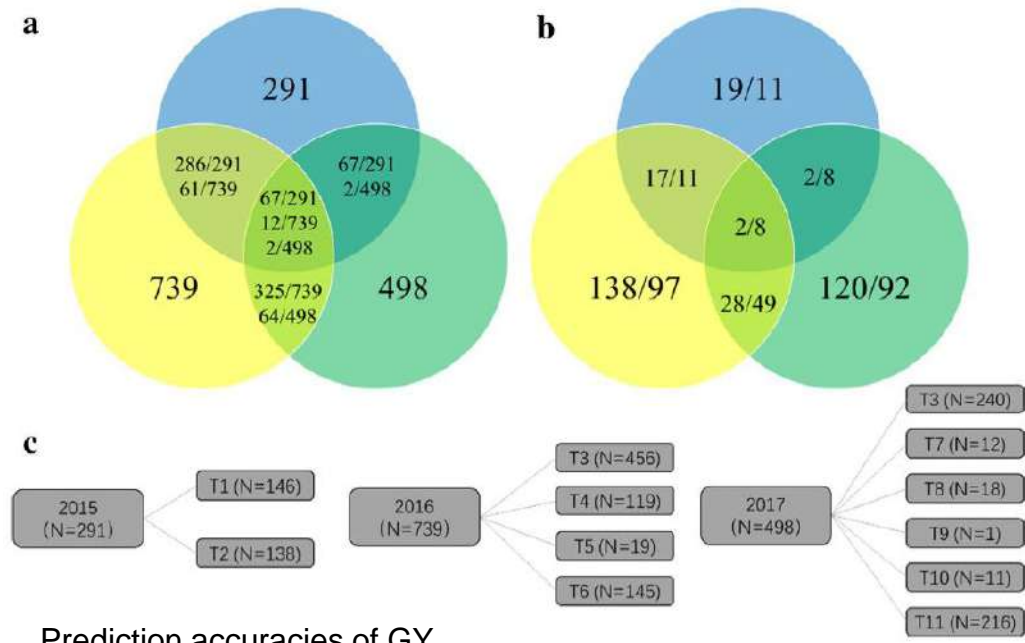 a
291
286/291
61/739
67/291
2/498
67/291
12/739
2/498
739
325/739
64/498
498
b
19/11
17/11
2/8
2/8
138/97
28/49
120/92
c
2015
(N=291)
T1 (N=146)
T2 (N=138)
2016
(N=739)
T3 (N=456)
T4 (N=119)
T5 (N=19)
T6 (N=145)
2017
(N=498)
T3 (N=240)
T7 (N=12)
T8 (N=18)
T9 (N=1)
T10 (N=11)
T11 (N=216)
Prediction accuracies of GY